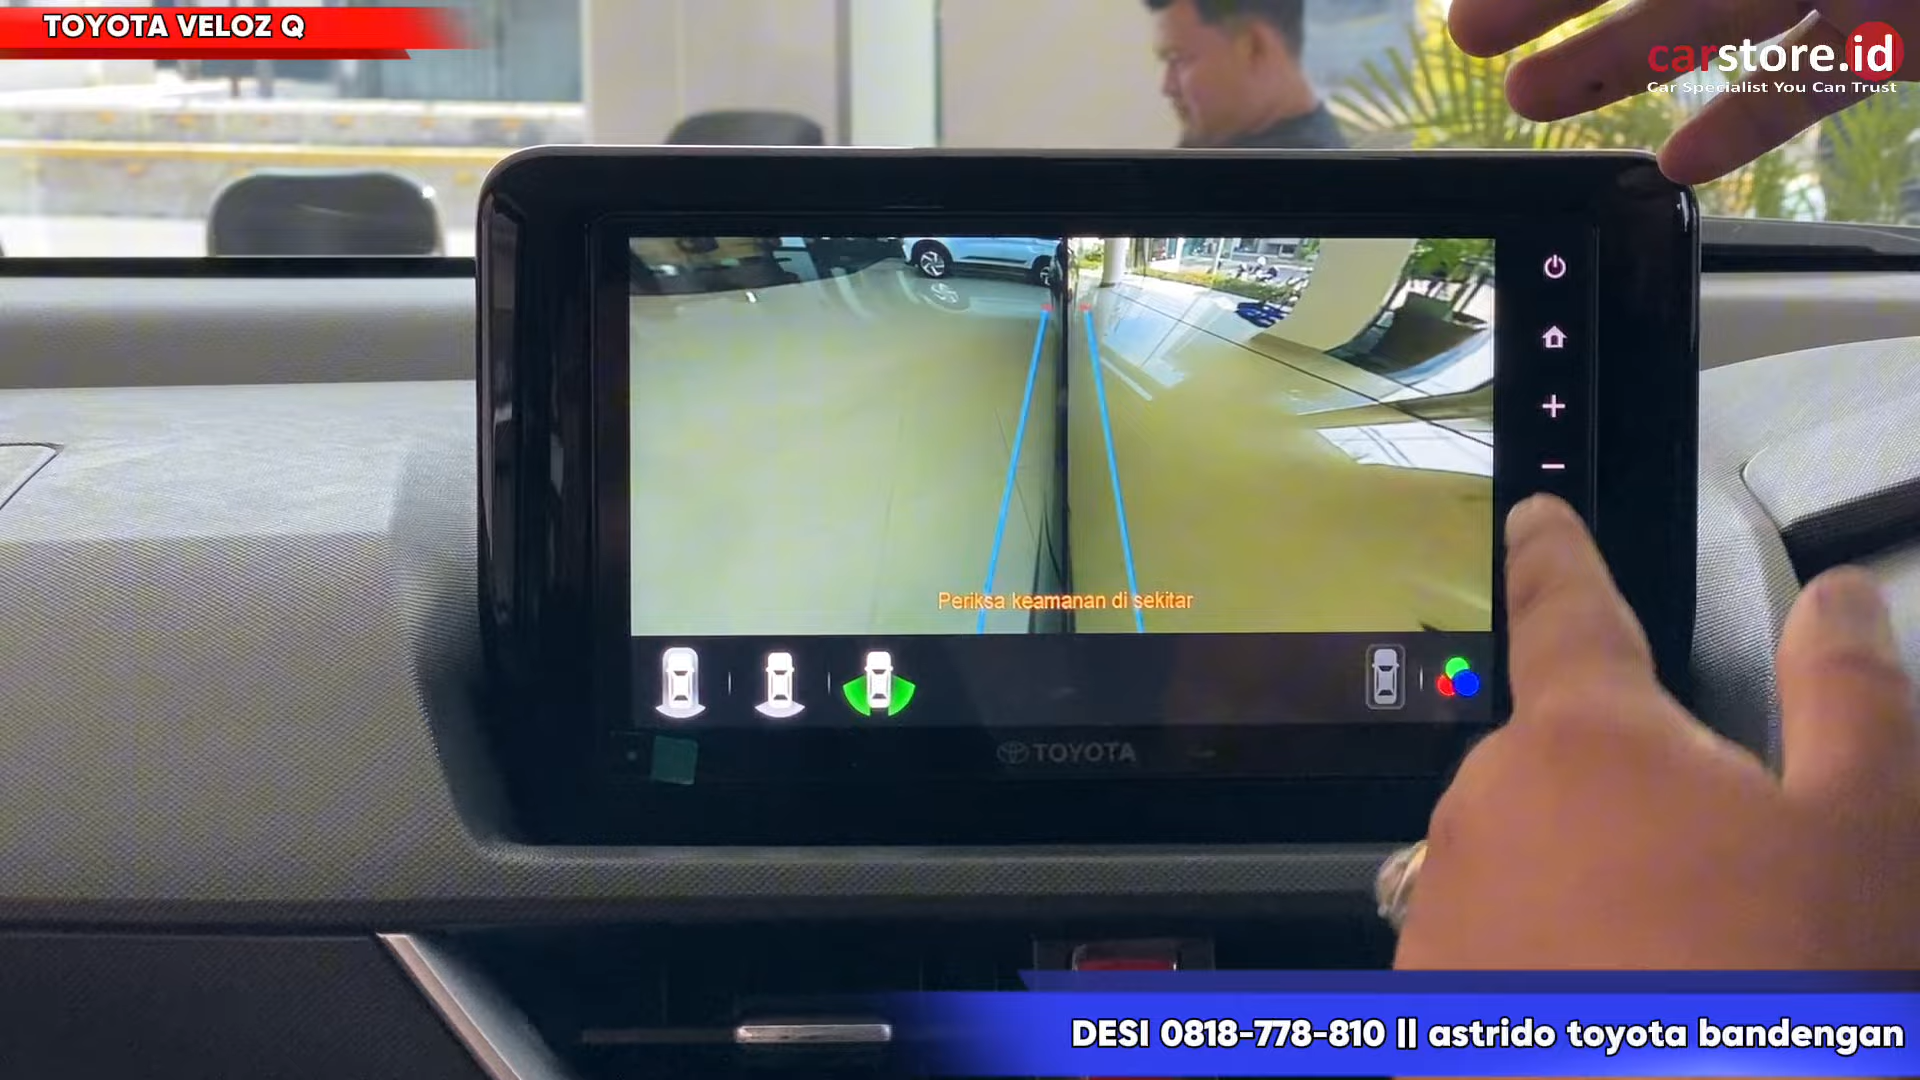 TOYOTA VELOZ Q
carstore.id
Car Specialist You Can Trust
Periksa keamanan di sekitar
TOYOTA
DESI 0818-778-810 || astrido toyota bandengan